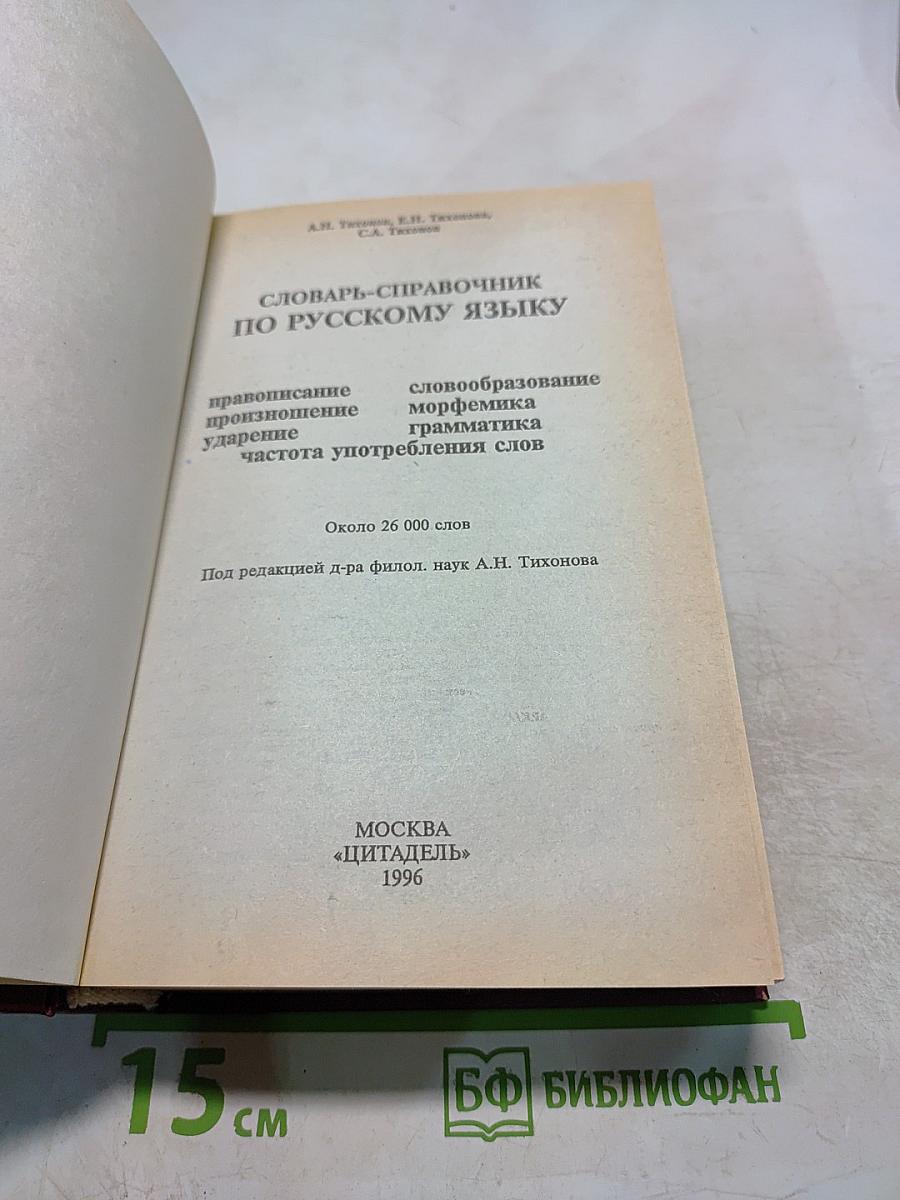 А.Н. Тихонов, Е.Н. Тихонова,
С.А. Тихонов
СЛОВАРЬ-СПРАВОЧНИК
ПО РУССКОМУ ЯЗЫКУ
правописание словообразование
произношение морфемика
ударение грамматика
частота употребления слов
Около 26 000 слов
Под редакцией д-ра филол. наук А.Н. Тихонова
МОСКВА
«ЦИТАДЕЛЬ»
1996
15 см
БФ БИБЛИОФАН